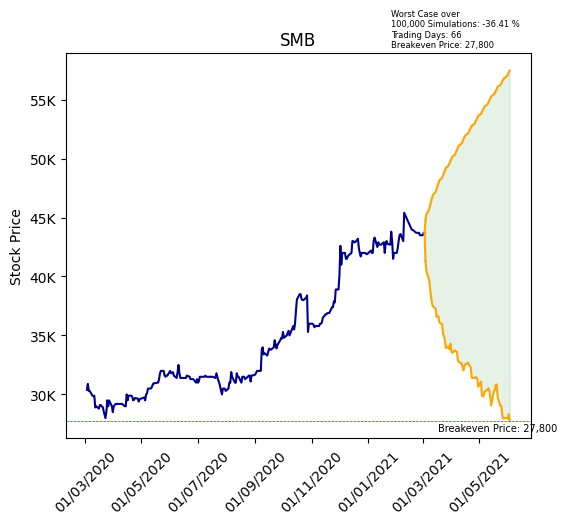 Worst Case over
100,000 Simulations: -36.41 %
Trading Days: 66
Breakeven Price: 27,800
SMB
Stock Price
55K
50K
45K
40K
35K
30K
Breakeven Price: 27,800
01/03/2020
01/05/2020
01/07/2020
01/09/2020
01/11/2020
01/01/2021
01/03/2021
01/05/2021